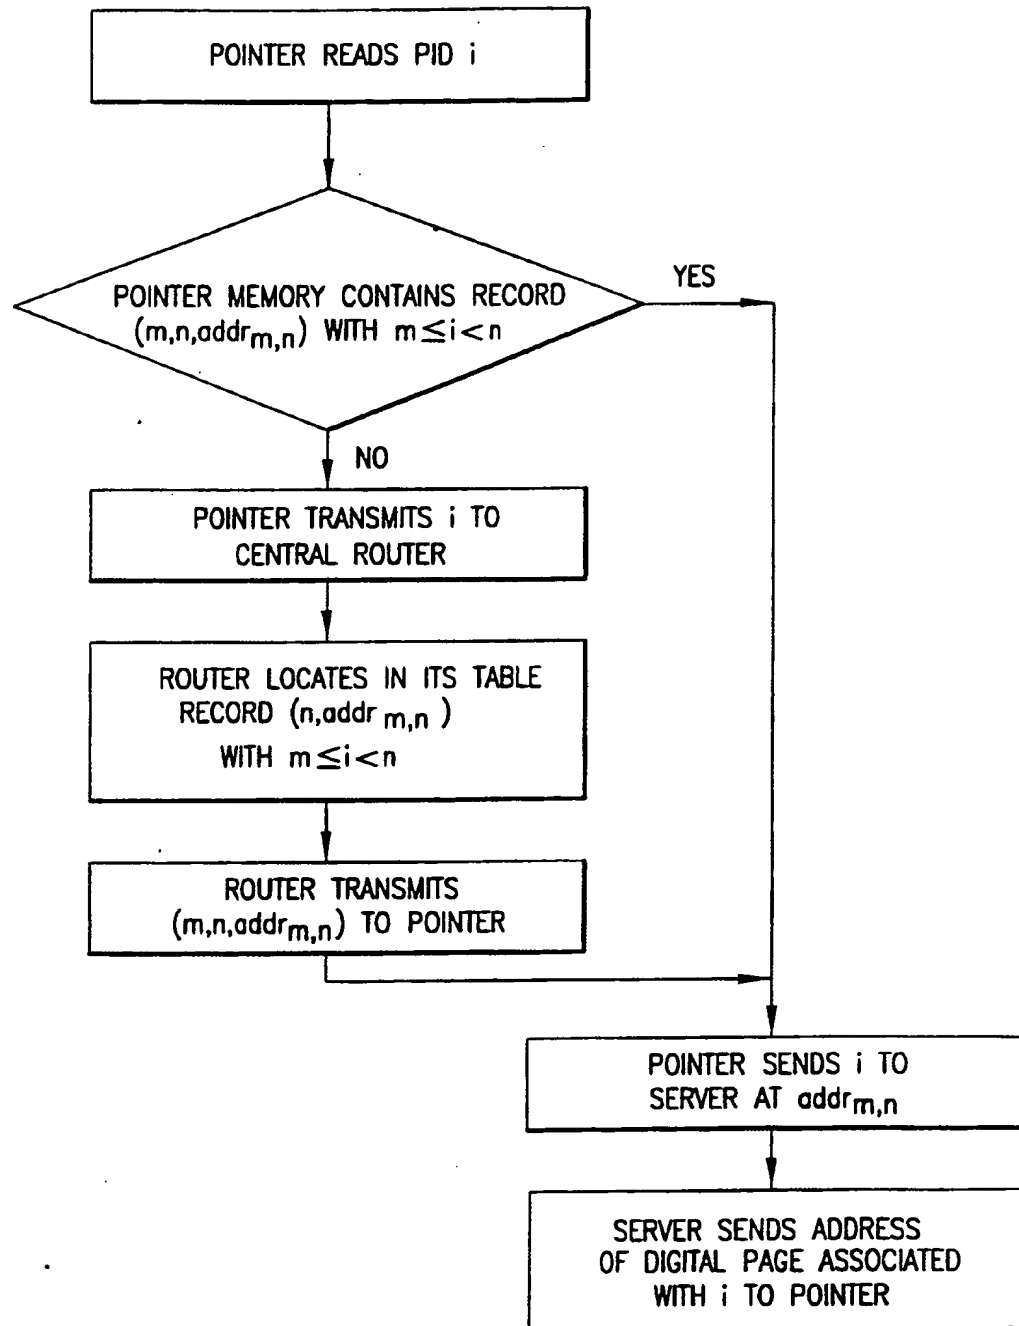 POINTER READS PID i
POINTER MEMORY CONTAINS RECORD
(m,n,addrm,n) WITH m≤i<n
YES
NO
POINTER TRANSMITS i TO
CENTRAL ROUTER
ROUTER LOCATES IN ITS TABLE
RECORD (n,addr m,n )
WITH m≤i<n
ROUTER TRANSMITS
(m,n,addrm,n) TO POINTER
POINTER SENDS i TO
SERVER AT addrm,n
SERVER SENDS ADDRESS
OF DIGITAL PAGE ASSOCIATED
WITH i TO POINTER